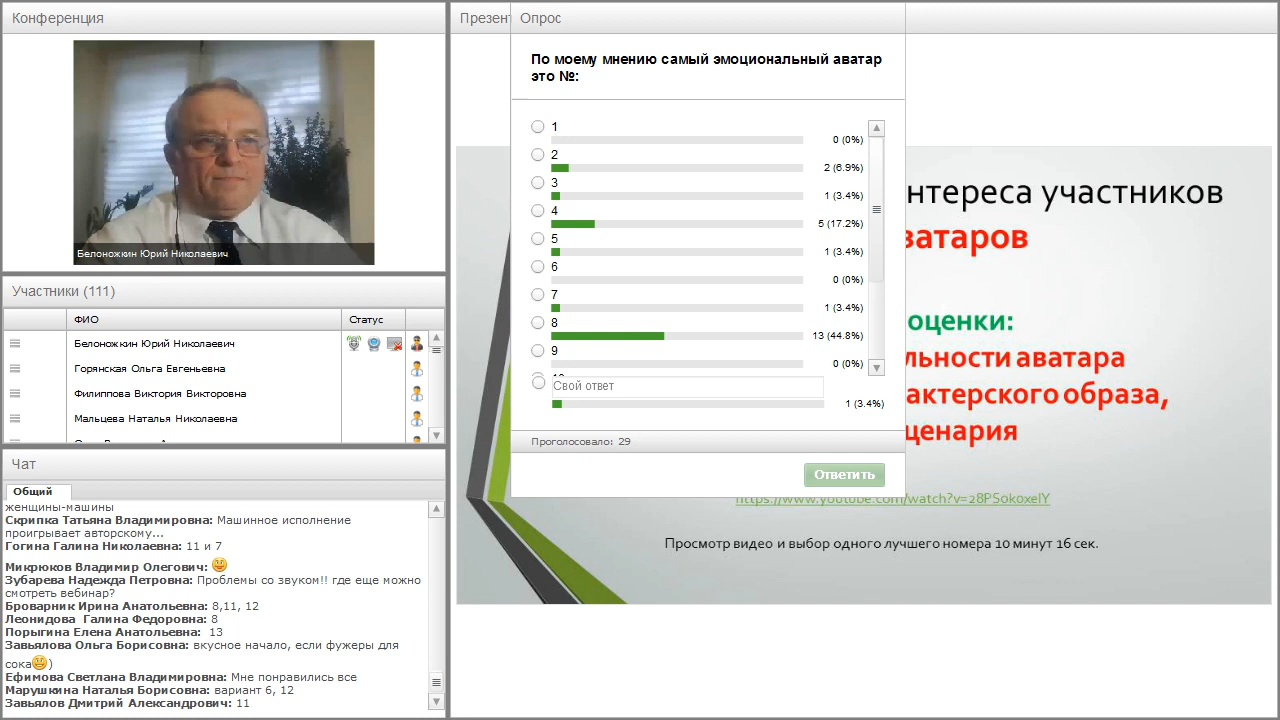 Конференция
Белоножкин Юрий Николаевич
Участники (111)
ФИО
Статус
Белоножкин Юрий Николаевич
Горянская Ольга Евгеньевна
Филиппова Виктория Викторовна
Мальцева Наталья Николаевна
Чат
Общий
женщины-машины
Скрипка Татьяна Владимировна: Машинное исполнение
проигрывает авторскому...
Гогина Галина Николаевна: 11 и 7
Микрюков Владимир Олегович:
Зубарева Надежда Петровна: Проблемы со звуком!! где еще можно
смотреть вебинар?
Броварник Ирина Анатольевна: 8,11, 12
Леонидова Галина Федоровна: 8
Порыгина Елена Анатольевна: 13
Завьялова Ольга Борисовна: вкусное начало, если фужеры для
сока )
Ефимова Светлана Владимировна: Мне понравились все
Марушкина Наталья Борисовна: вариант 6, 12
Завьялов Дмитрий Александрович: 11
Презент
Опрос
По моему мнению самый эмоциональный аватар
это №:
1
0 (0%)
2
2 (6.9%)
3
1 (3.4%)
4
5 (17.2%)
5
1 (3.4%)
6
0 (0%)
7
1 (3.4%)
8
13 (44.8%)
9
0 (0%)
Свой ответ
1 (3.4%)
Проголосовало: 29
Ответить
нтереса участников
ватаров
оценки:
льности аватара
актерского образа,
ценария
https://www.youtube.com/watch?v=28PSokoxelY
Просмотр видео и выбор одного лучшего номера 10 минут 16 сек.